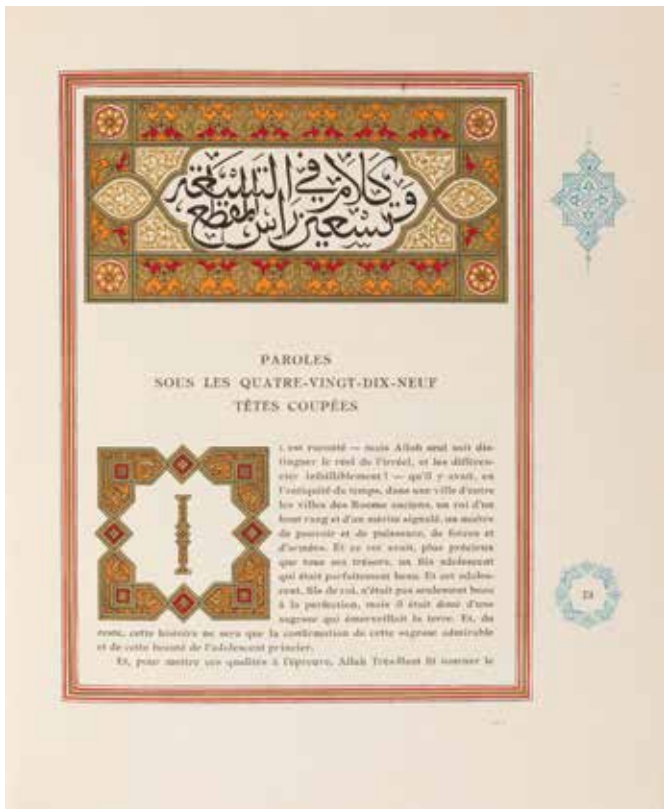 كلام في التسعة
وتسعين راس المقطع
PAROLES
SOUS LES QUATRE-VINGT-DIX-NEUF
TÊTES COUPÉES
I
L est raconté — mais Allah seul sait dis-
tinguer le réel de l'irréel, et les différen-
cier infailliblement ! — qu'il y avait, en
l'antiquité du temps, dans une ville d'entre
les villes des Roums anciens, un roi d'un
haut rang et d'un mérite signalé, un maître
de pouvoir et de puissance, de forces et
d'armées. Et ce roi avait, plus précieux
que tous ses trésors, un fils adolescent
qui était parfaitement beau. Et cet adoles-
cent, fils de roi, n'était pas seulement beau
à la perfection, mais il était doué d'une
sagesse qui émerveillait la terre. Et, du
reste, cette histoire ne sera que la confirmation de cette sagesse admirable
et de cette beauté de l'adolescent princier.
Et, pour mettre ces qualités à l'épreuve, Allah Très-Haut fit tourner le